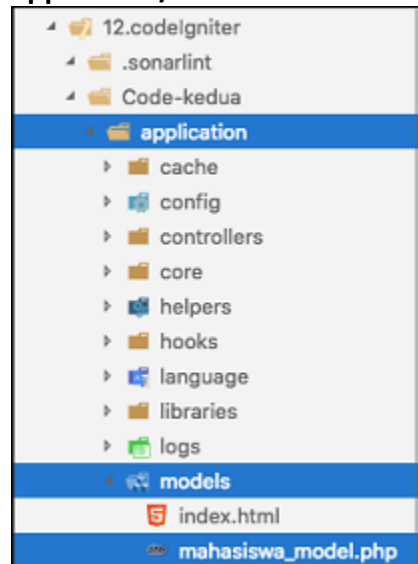 12.codeIgniter
.sonarlint
Code-kedua
application
cache
config
controllers
core
helpers
hooks
language
libraries
logs
models
index.html
mahasiswa_model.php